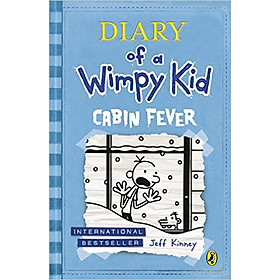 DIARY
of a
Wimpy Kid
CABIN FEVER
INTERNATIONAL
BESTSELLER
Jeff Kinney